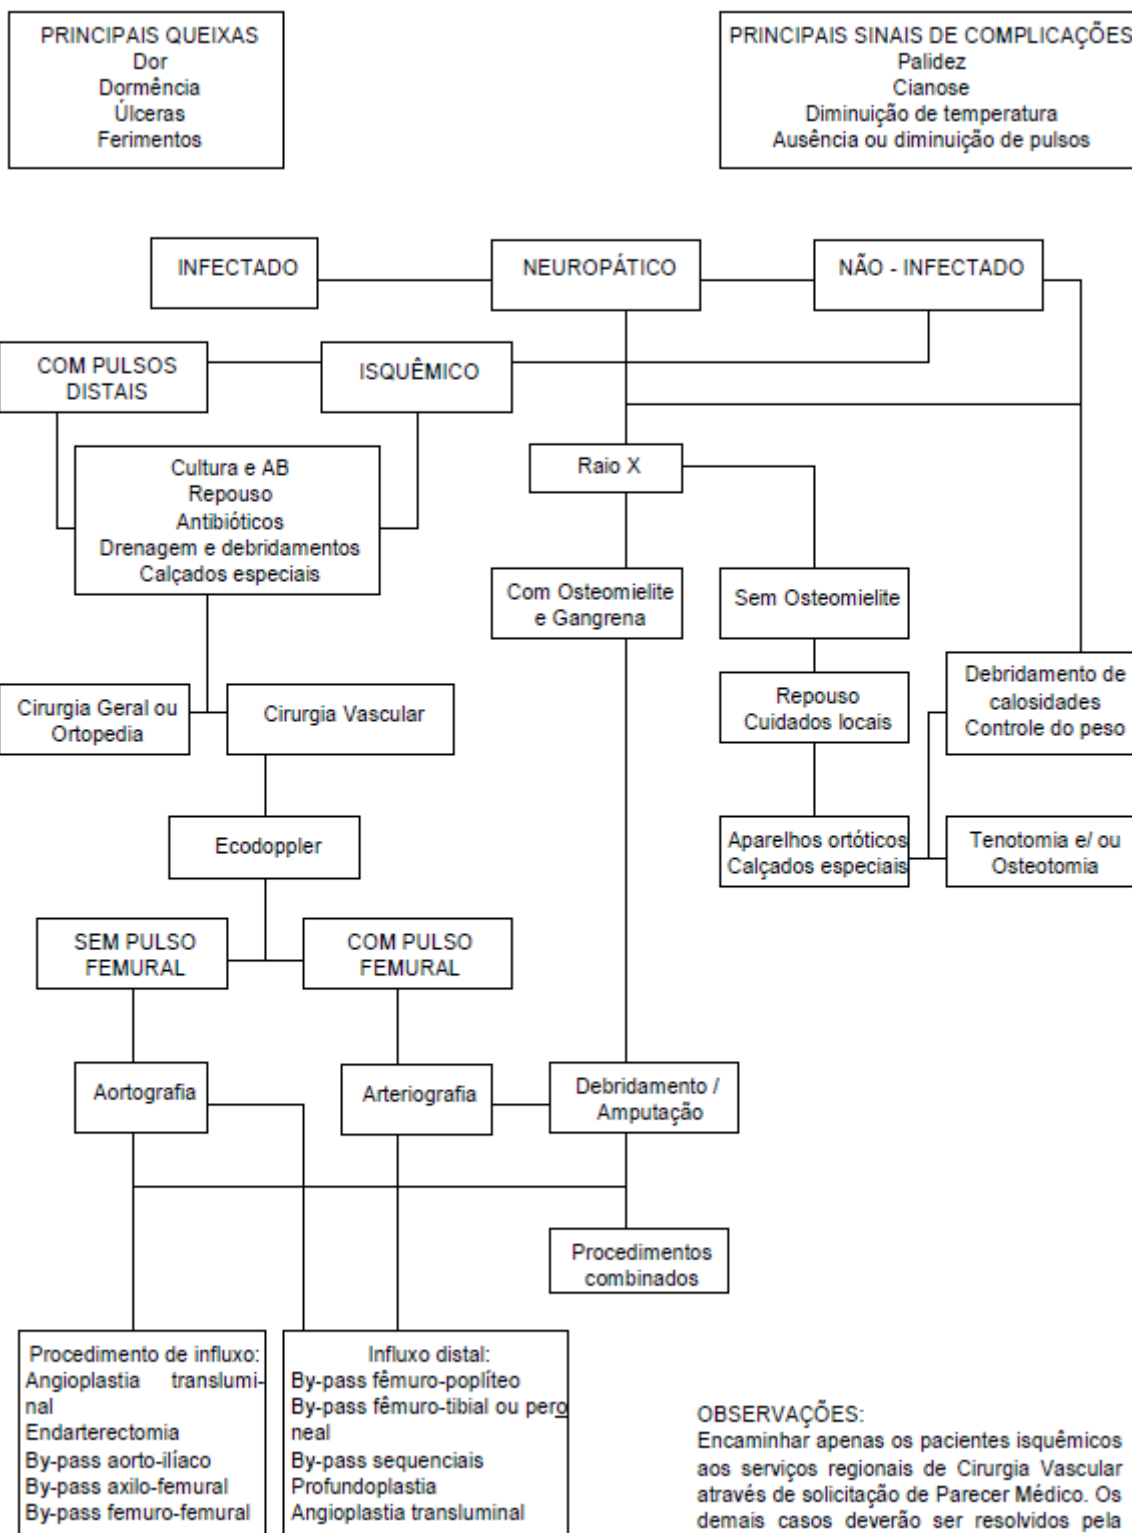 PRINCIPAIS QUEIXAS
Dor
Dormência
Úlceras
Ferimentos
PRINCIPAIS SINAIS DE COMPLICAÇÕES
Palidez
Cianose
Diminuição de temperatura
Ausência ou diminuição de pulsos
INFECTADO
NEUROPÁTICO
NÃO - INFECTADO
COM PULSOS
DISTAIS
ISQUÊMICO
Cultura e AB
Repouso
Antibióticos
Drenagem e debridamentos
Calçados especiais
Raio X
Com Osteomielite
e Gangrena
Sem Osteomielite
Cirurgia Geral ou
Ortopedia
Cirurgia Vascular
Repouso
Cuidados locais
Debridamento de
calosidades
Controle do peso
Ecodoppler
Aparelhos ortóticos
Calçados especiais
Tenotomia e/ ou
Osteotomia
SEM PULSO
FEMURAL
COM PULSO
FEMURAL
Aortografia
Arteriografia
Debridamento /
Amputação
Procedimentos
combinados
Procedimento de influxo:
Angioplastia translumi-
nal
Endarterectomia
By-pass aorto-ilíaco
By-pass axilo-femural
By-pass femuro-femural
Influxo distal:
By-pass fêmuro-poplíteo
By-pass fêmuro-tibial ou pero
neal
By-pass sequenciais
Profundoplastia
Angioplastia transluminal
OBSERVAÇÕES:
Encaminhar apenas os pacientes isquêmicos
aos serviços regionais de Cirurgia Vascular
através de solicitação de Parecer Médico. Os
demais casos deverão ser resolvidos pela